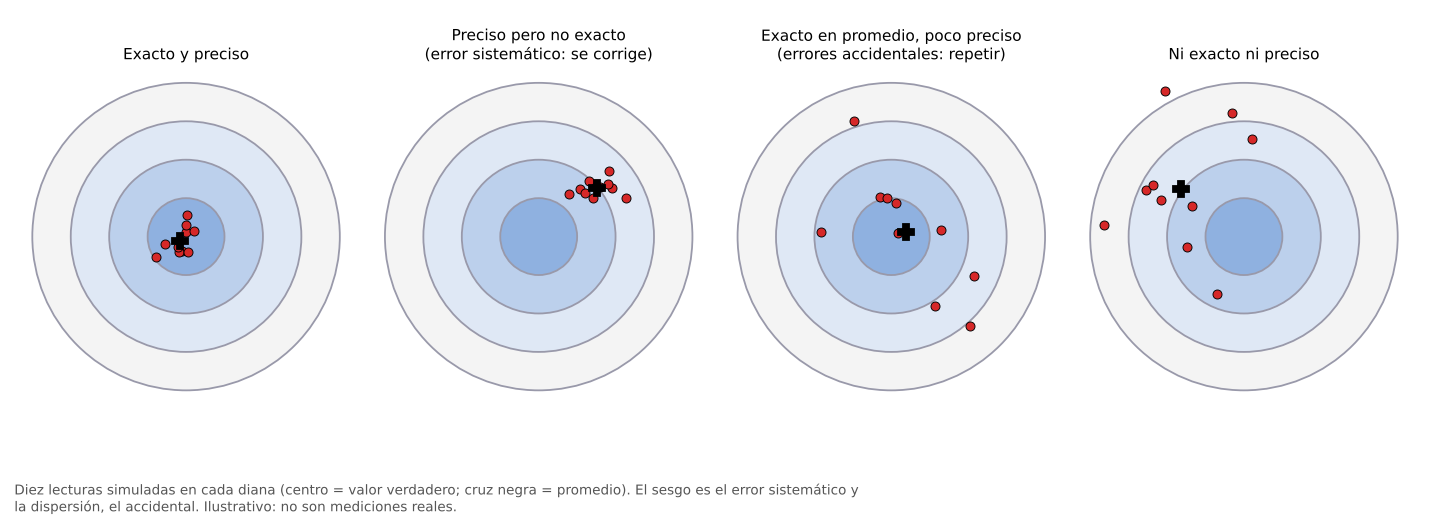 Exacto y preciso
Preciso pero no exacto
(error sistemático: se corrige)
Exacto en promedio, poco preciso
(errores accidentales: repetir)
Ni exacto ni preciso
Diez lecturas simuladas en cada diana (centro = valor verdadero; cruz negra = promedio). El sesgo es el error sistemático y
la dispersión, el accidental. Ilustrativo: no son mediciones reales.